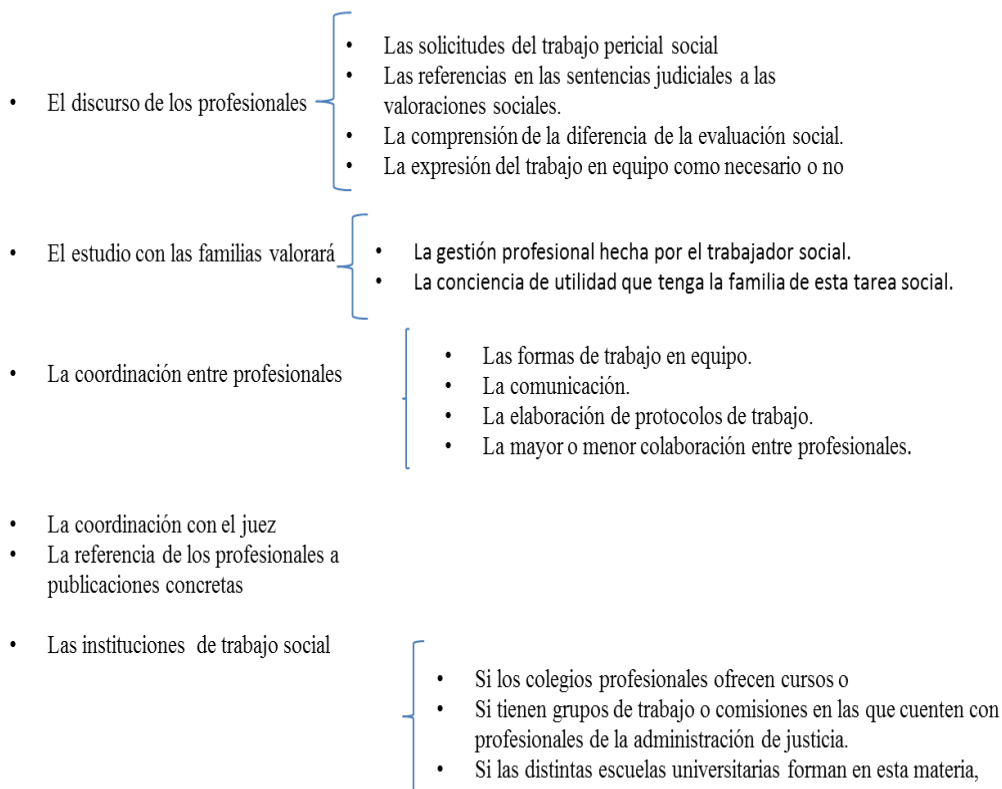 • El discurso de los profesionales
• Las solicitudes del trabajo pericial social
• Las referencias en las sentencias judiciales a las
valoraciones sociales.
• La comprensión de la diferencia de la evaluación social.
• La expresión del trabajo en equipo como necesario o no
• El estudio con las familias valorará
• La gestión profesional hecha por el trabajador social.
• La conciencia de utilidad que tenga la familia de esta tarea social.
• La coordinación entre profesionales
• Las formas de trabajo en equipo.
• La comunicación.
• La elaboración de protocolos de trabajo.
• La mayor o menor colaboración entre profesionales.
• La coordinación con el juez
• La referencia de los profesionales a
publicaciones concretas
• Las instituciones de trabajo social
• Si los colegios profesionales ofrecen cursos o
• Si tienen grupos de trabajo o comisiones en las que cuenten con
profesionales de la administración de justicia.
• Si las distintas escuelas universitarias forman en esta materia,